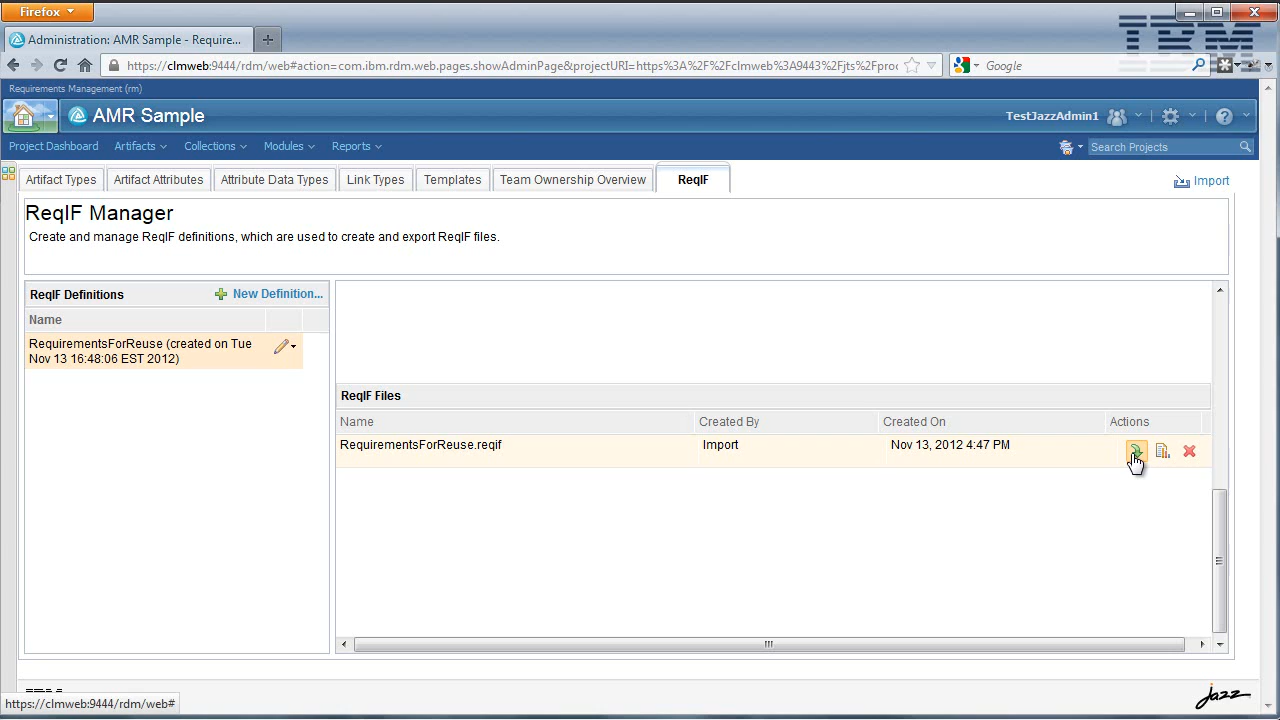 Firefox
Administration: AMR Sample - Require...
IBM
https://clmweb:9444/rdm/web#action=com.ibm.rdm.web.pages.showAdminPage&projectURI=https%3A%2F%2Fclmweb%3A9444%2Fjts%2Fproc
Google
Requirements Management (rm)
AMR Sample
TestJazzAdmin1
Project Dashboard
Artifacts
Collections
Modules
Reports
Search Projects
Artifact Types
Artifact Attributes
Attribute Data Types
Link Types
Templates
Team Ownership Overview
ReqIF
Import
ReqIF Manager
Create and manage ReqIF definitions, which are used to create and export ReqIF files.
ReqIF Definitions
New Definition...
Name
RequirementsForReuse (created on Tue
Nov 13 16:48:06 EST 2012)
ReqIF Files
Name
Created By
Created On
Actions
RequirementsForReuse.reqif
Import
Nov 13, 2012 4:47 PM
https://clmweb:9444/rdm/web#
jazz